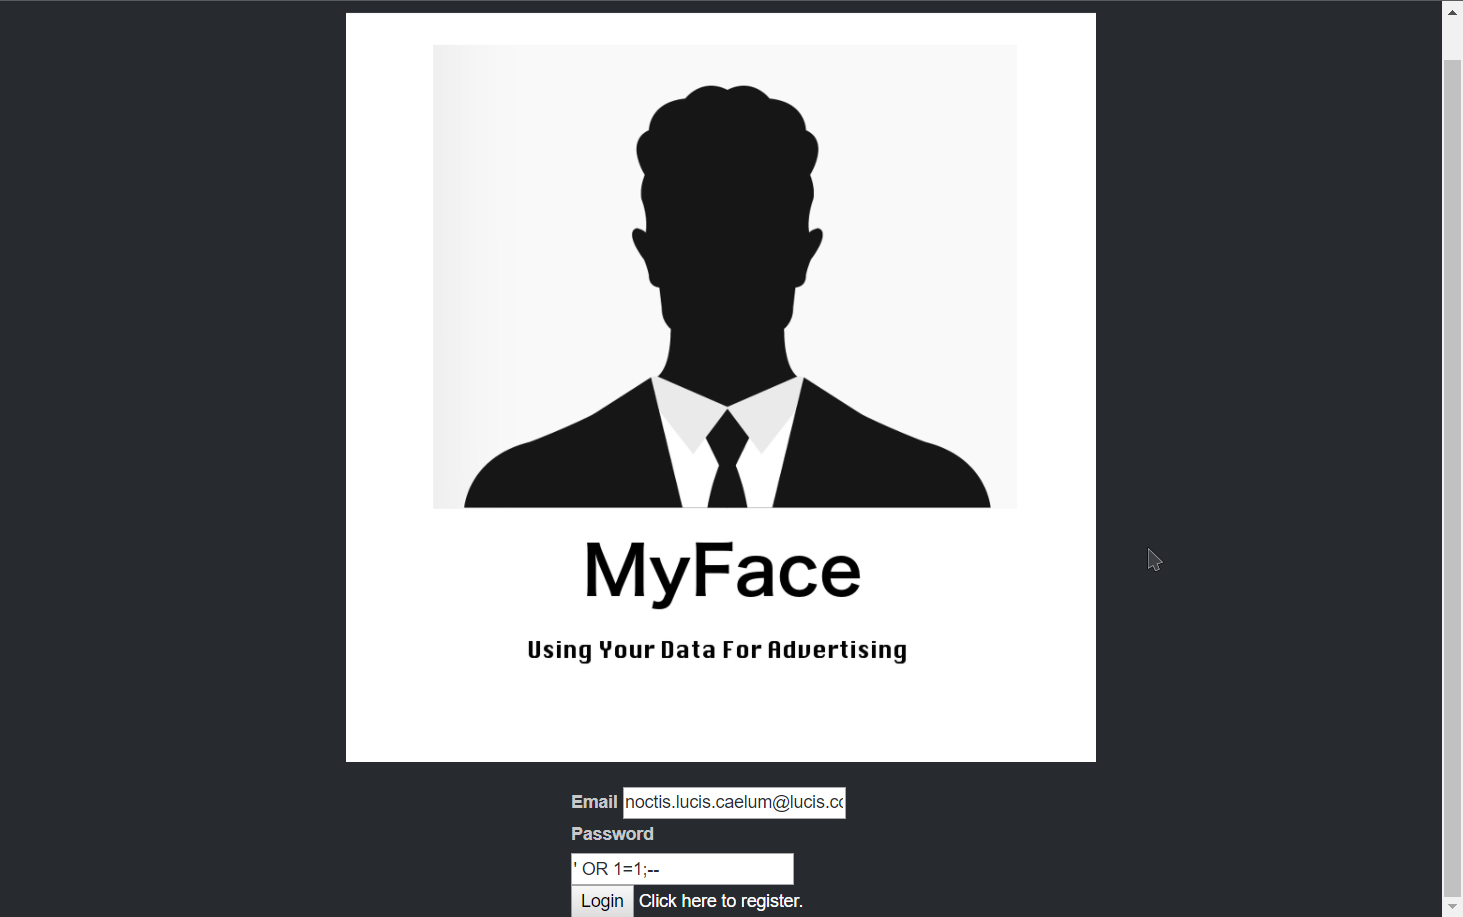 MyFace
Using Your Data For Advertising
Email noctis.lucis.caelum@lucis.cc
Password
' OR 1=1;--
Login Click here to register.